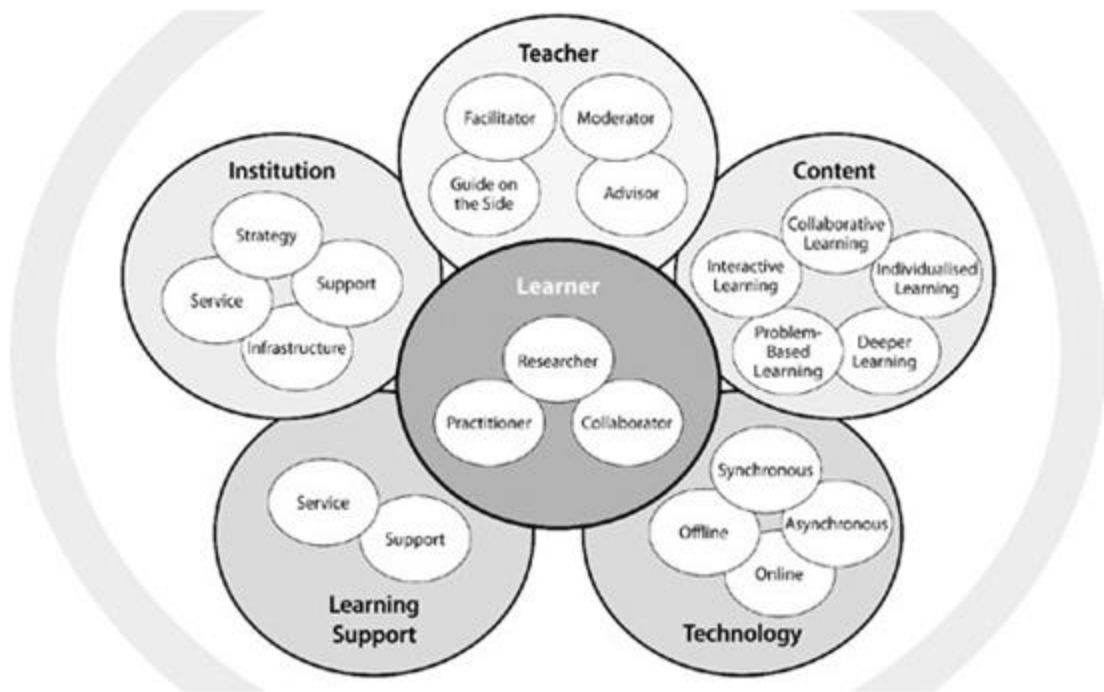 Teacher
Facilitator
Moderator
Guide on
the Side
Advisor
Institution
Strategy
Support
Service
Infrastructure
Content
Collaborative
Learning
Interactive
Learning
Individualised
Learning
Problem-
Based
Learning
Deeper
Learning
Learner
Researcher
Practitioner
Collaborator
Service
Support
Learning
Support
Synchronous
Offline
Asynchronous
Online
Technology